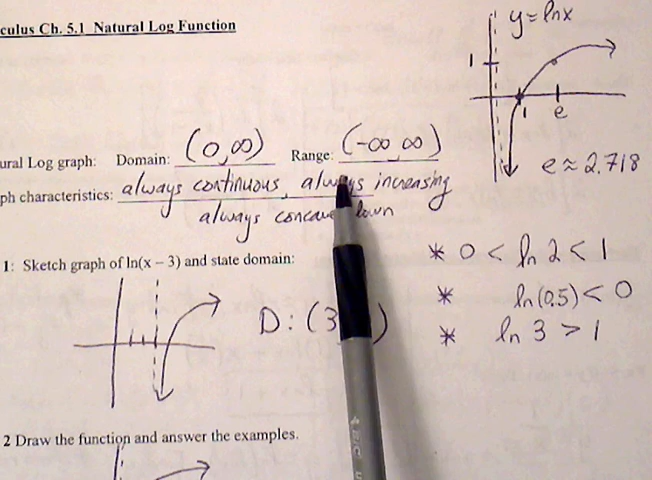 culus Ch. 5.1 Natural Log Function
y = ln x
1
1 e
e ≈ 2.718
ural Log graph: Domain: (0,∞) Range: (-∞ ∞)
ph characteristics: always continuous, always increasing
always concave down
1: Sketch graph of ln(x – 3) and state domain:
D: (3 )
* 0 < ln 2 < 1
* ln(0.5) < 0
* ln 3 > 1
2 Draw the function and answer the examples.